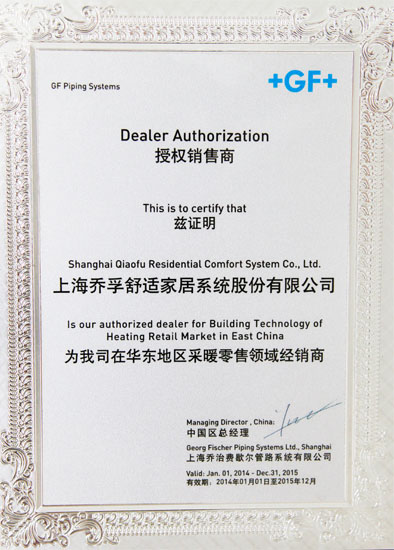 GF Piping Systems
+GF+
Dealer Authorization
授权销售商
This is to certify that
兹证明
Shanghai Qiaofu Residential Comfort System Co., Ltd.
上海乔孚舒适家居系统股份有限公司
Is our authorized dealer for Building Technology of
Heating Retail Market in East China
为我司在华东地区采暖零售领域经销商
Managing Director , China:
中国区总经理
Georg Fischer Piping Systems Ltd., Shanghai
上海乔治费歇尔管路系统有限公司
Valid: Jan. 01, 2014 - Dec.31, 2015
有效期：2014年01月01日至2015年12月